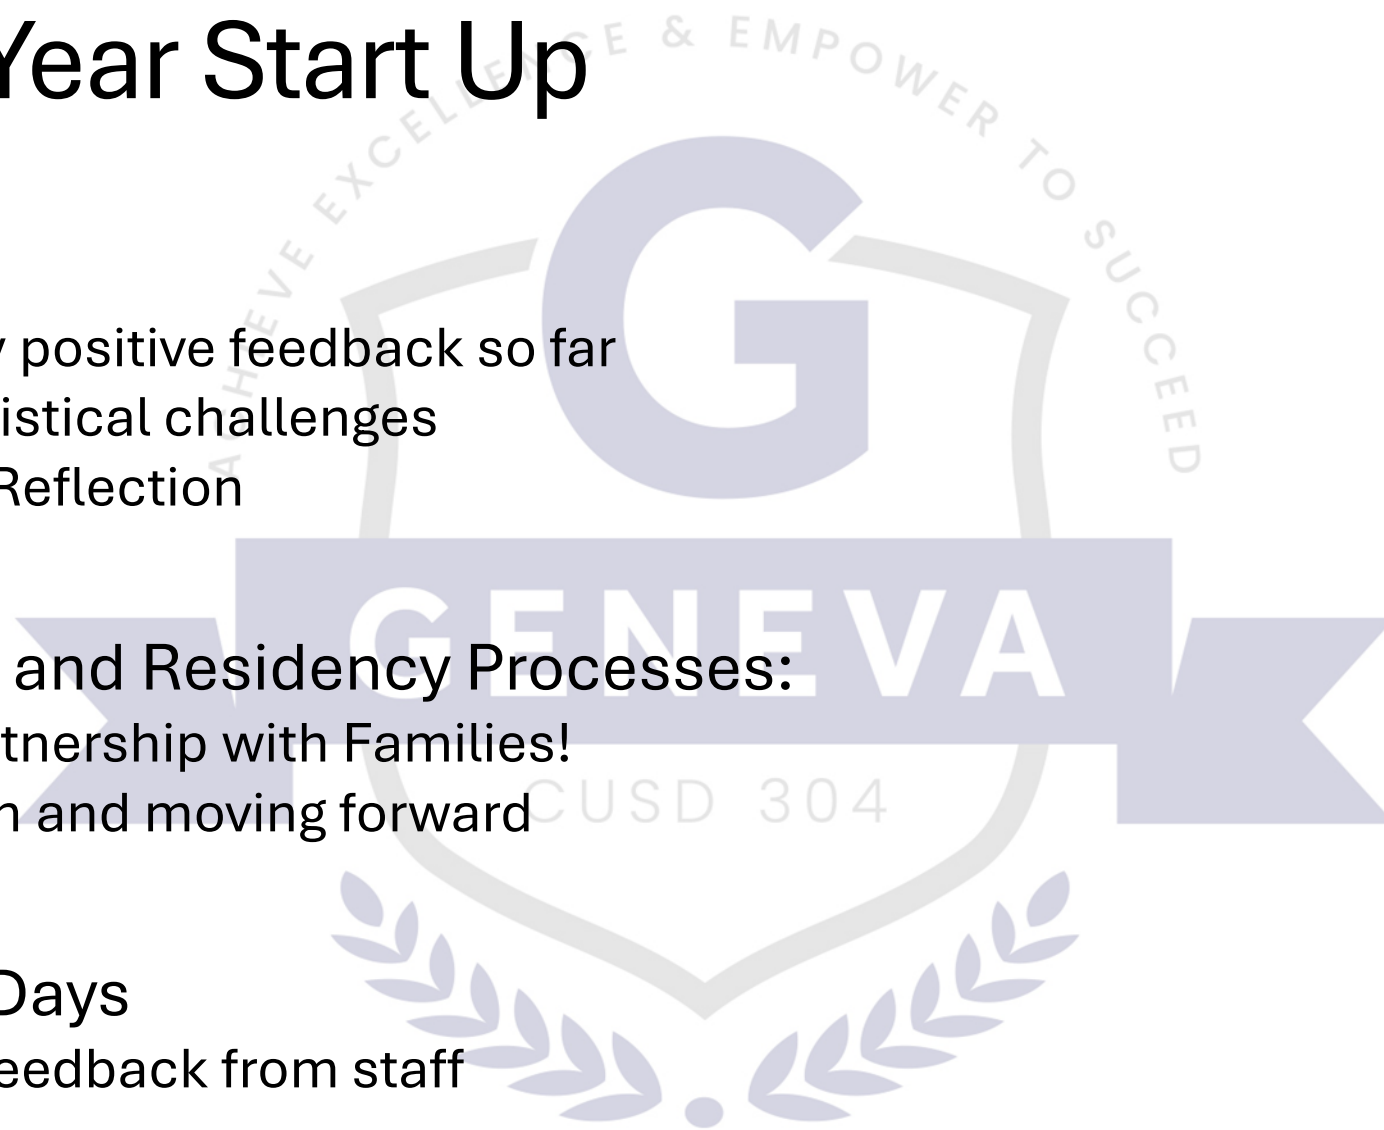 Year Start Up
ACHIEVE EXCELLENCE & EMPOWER TO SUCCEED
G
positive feedback so far
istical challenges
Reflection
GENEVA
and Residency Processes:
tnership with Families!
n and moving forward
CUSD 304
Days
eedback from staff